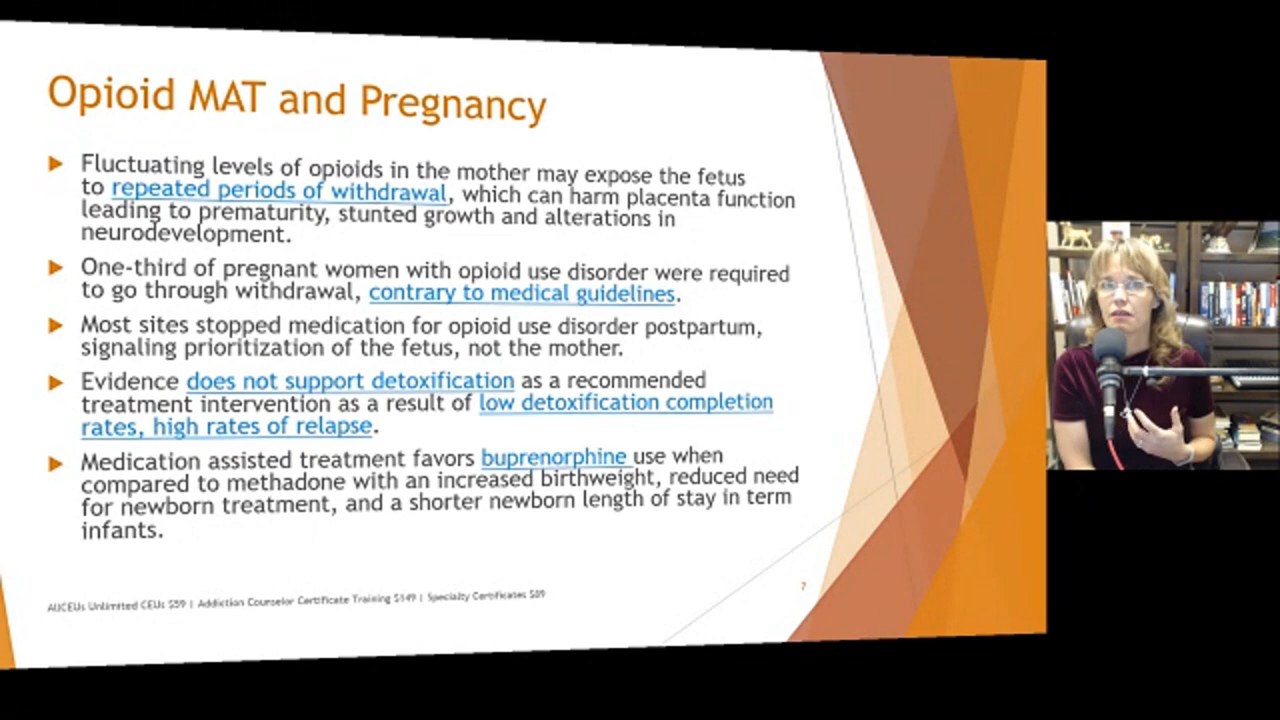 Opioid MAT and Pregnancy
Fluctuating levels of opioids in the mother may expose the fetus
to repeated periods of withdrawal, which can harm placenta function
leading to prematurity, stunted growth and alterations in
neurodevelopment.
One-third of pregnant women with opioid use disorder were required
to go through withdrawal, contrary to medical guidelines.
Most sites stopped medication for opioid use disorder postpartum,
signaling prioritization of the fetus, not the mother.
Evidence does not support detoxification as a recommended
treatment intervention as a result of low detoxification completion
rates, high rates of relapse.
Medication assisted treatment favors buprenorphine use when
compared to methadone with an increased birthweight, reduced need
for newborn treatment, and a shorter newborn length of stay in term
infants.
7
AllCEUs Unlimited CEUs $59 | Addiction Counselor Certificate Training $149 | Specialty Certificates $89